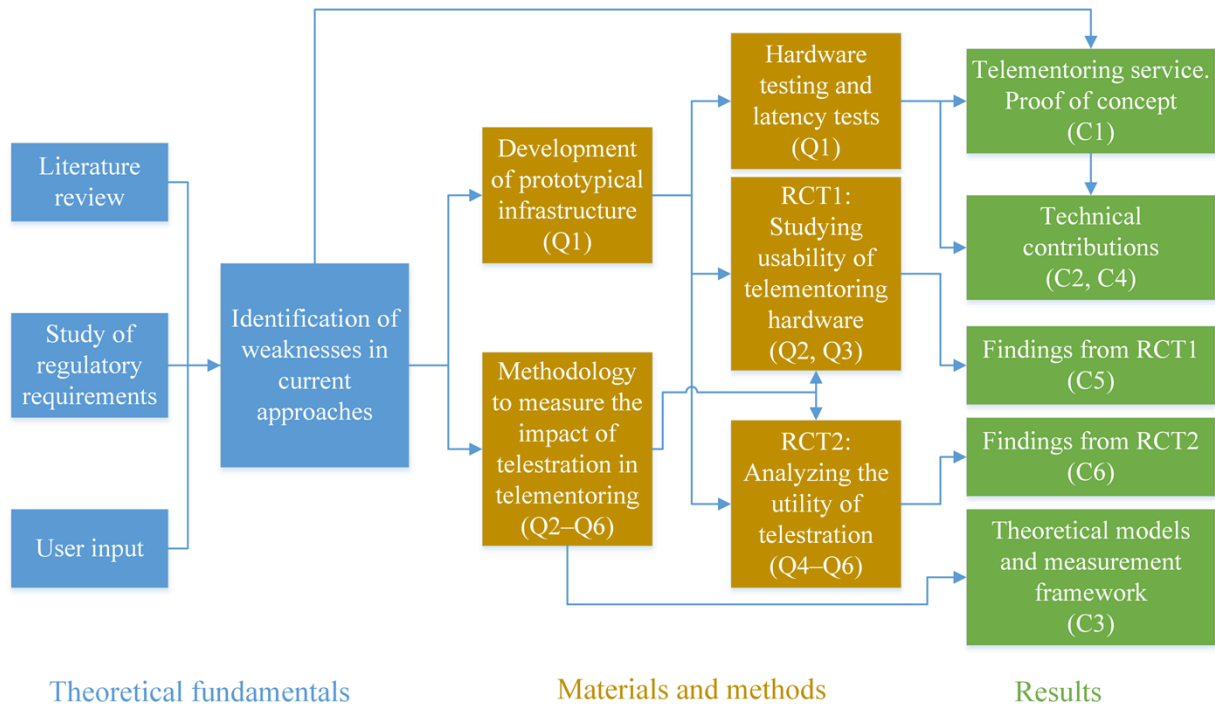 Literature
review
Study of
regulatory
requirements
User input
Identification of
weaknesses in
current
approaches
Development
of prototypical
infrastructure
(Q1)
Methodology
to measure the
impact of
telestration in
telementoring
(Q2–Q6)
Hardware
testing and
latency tests
(Q1)
RCT1:
Studying
usability of
telementoring
hardware
(Q2, Q3)
RCT2:
Analyzing the
utility of
telestration
(Q4–Q6)
Telementoring service.
Proof of concept
(C1)
Technical
contributions
(C2, C4)
Findings from RCT1
(C5)
Findings from RCT2
(C6)
Theoretical models
and measurement
framework
(C3)
Theoretical fundamentals
Materials and methods
Results